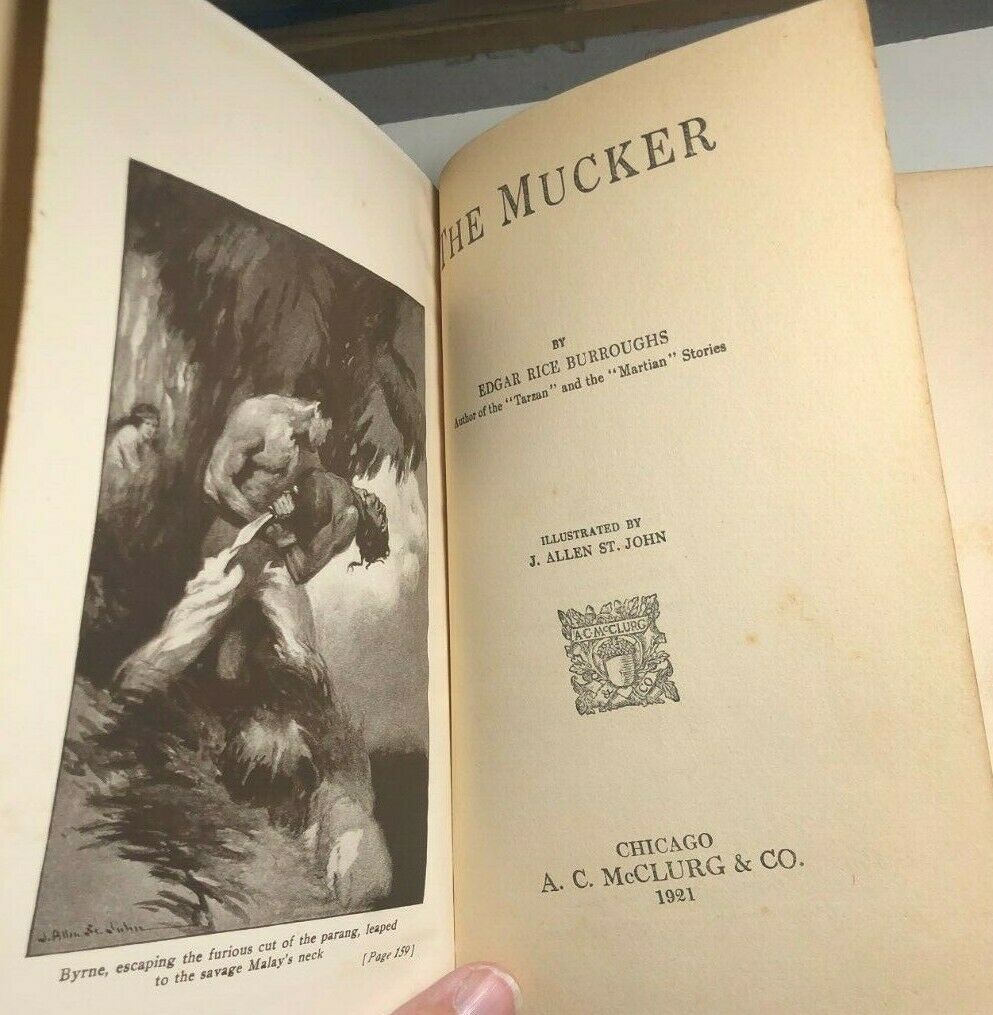 J. Allen St. John
Byrne, escaping the furious cut of the parang, leaped
to the savage Malay's neck [Page 159]
THE MUCKER
BY
EDGAR RICE BURROUGHS
Author of the "Tarzan" and the "Martian" Stories
ILLUSTRATED BY
J. ALLEN ST. JOHN
A·C·McCLURG
& CO
CHICAGO
A. C. McCLURG & CO.
1921